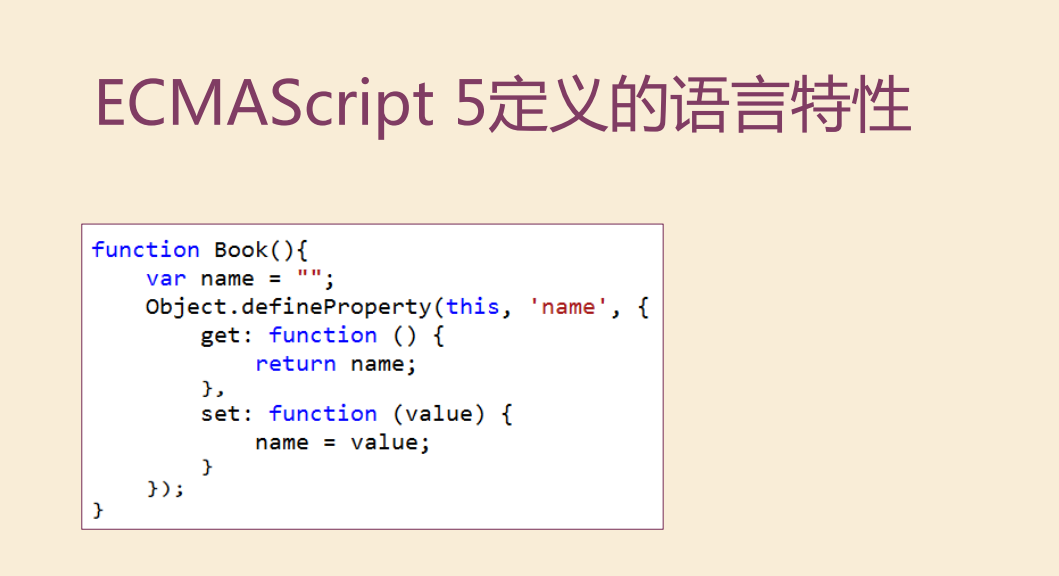 ECMAScript 5定义的语言特性
function Book(){
    var name = "";
    Object.defineProperty(this, 'name', {
        get: function () {
            return name;
        },
        set: function (value) {
            name = value;
        }
    });
}